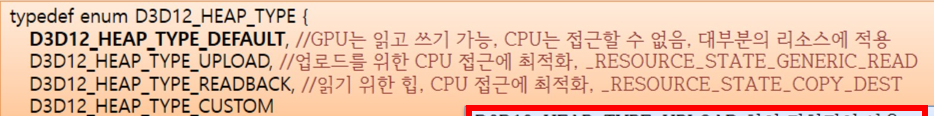 typedef enum D3D12_HEAP_TYPE {
D3D12_HEAP_TYPE_DEFAULT, //GPU는 읽고 쓰기 가능, CPU는 접근할 수 없음, 대부분의 리소스에 적용
D3D12_HEAP_TYPE_UPLOAD, //업로드를 위한 CPU 접근에 최적화, _RESOURCE_STATE_GENERIC_READ
D3D12_HEAP_TYPE_READBACK, //읽기 위한 힙, CPU 접근에 최적화, _RESOURCE_STATE_COPY_DEST
D3D12_HEAP_TYPE_CUSTOM